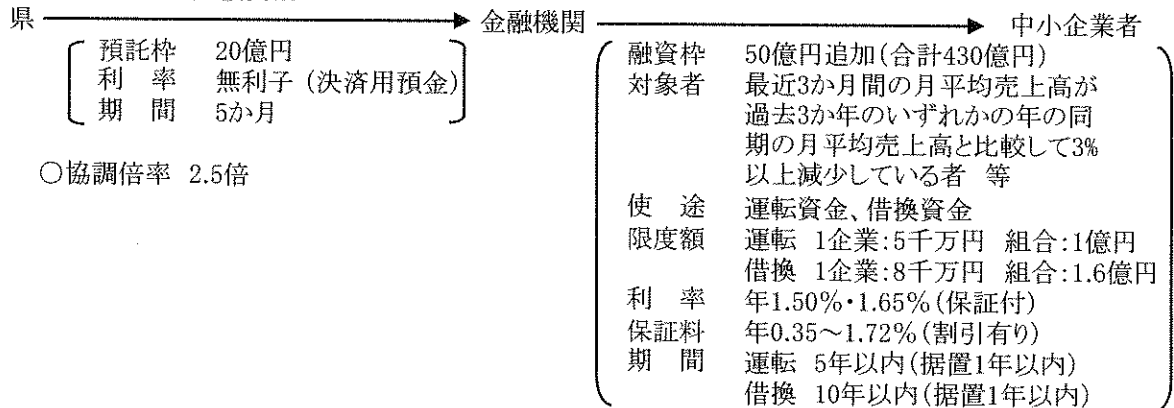 県 金融機関 中小企業者
預託枠 20億円
利 率 無利子 (決済用預金)
期 間 5か月
○協調倍率 2.5倍
融資枠 50億円追加(合計430億円)
対象者 最近3か月間の月平均売上高が
過去3か年のいずれかの年の同
期の月平均売上高と比較して3%
以上減少している者 等
使 途 運転資金、借換資金
限度額 運転 1企業:5千万円 組合:1億円
借換 1企業:8千万円 組合:1.6億円
利 率 年1.50%・1.65%(保証付)
保証料 年0.35~1.72%(割引有り)
期 間 運転 5年以内(据置1年以内)
借換 10年以内(据置1年以内)